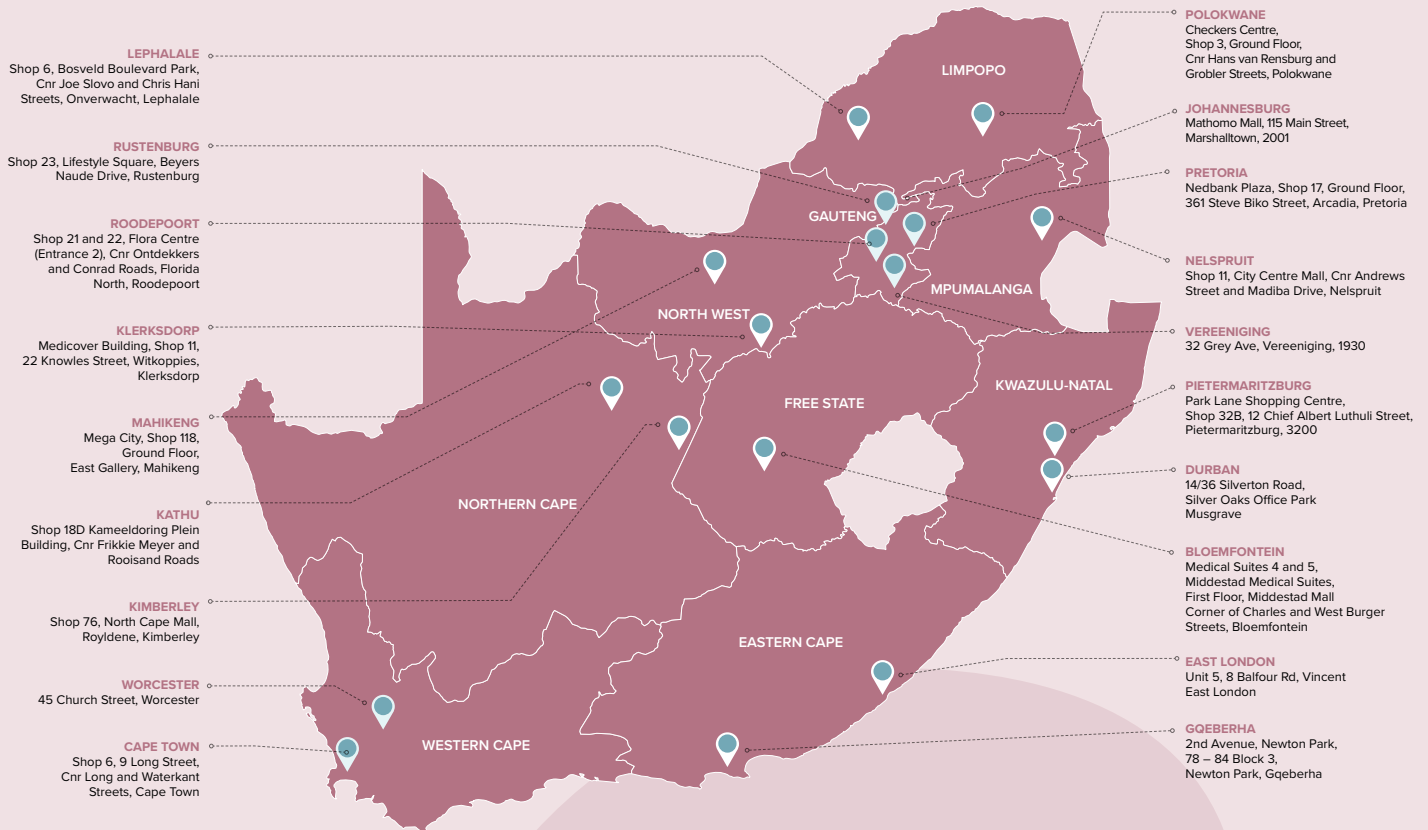 LEPHALALE
Shop 6, Bosveld Boulevard Park,
Cnr Joe Slovo and Chris Hani
Streets, Onverwacht, Lephalale
RUSTENBURG
Shop 23, Lifestyle Square, Beyers
Naude Drive, Rustenburg
ROODEPOORT
Shop 21 and 22, Flora Centre
(Entrance 2), Cnr Ontdekkers
and Conrad Roads, Florida
North, Roodepoort
KLERKSDORP
Medicover Building, Shop 11,
22 Knowles Street, Witkoppies,
Klerksdorp
MAHIKENG
Mega City, Shop 118,
Ground Floor,
East Gallery, Mahikeng
KATHU
Shop 18D Kameeldoring Plein
Building, Cnr Frikkie Meyer and
Rooisand Roads
KIMBERLEY
Shop 76, North Cape Mall,
Royldene, Kimberley
WORCESTER
45 Church Street, Worcester
CAPE TOWN
Shop 6, 9 Long Street,
Cnr Long and Waterkant
Streets, Cape Town
LIMPOPO
GAUTENG
MPUMALANGA
NORTH WEST
KWAZULU-NATAL
FREE STATE
NORTHERN CAPE
EASTERN CAPE
WESTERN CAPE
POLOKWANE
Checkers Centre,
Shop 3, Ground Floor,
Cnr Hans van Rensburg and
Grobler Streets, Polokwane
JOHANNESBURG
Mathomo Mall, 115 Main Street,
Marshalltown, 2001
PRETORIA
Nedbank Plaza, Shop 17, Ground Floor,
361 Steve Biko Street, Arcadia, Pretoria
NELSPRUIT
Shop 11, City Centre Mall, Cnr Andrews
Street and Madiba Drive, Nelspruit
VEREENIGING
32 Grey Ave, Vereeniging, 1930
PIETERMARITZBURG
Park Lane Shopping Centre,
Shop 32B, 12 Chief Albert Luthuli Street,
Pietermaritzburg, 3200
DURBAN
14/36 Silverton Road,
Silver Oaks Office Park
Musgrave
BLOEMFONTEIN
Medical Suites 4 and 5,
Middestad Medical Suites,
First Floor, Middestad Mall
Corner of Charles and West Burger
Streets, Bloemfontein
EAST LONDON
Unit 5, 8 Balfour Rd, Vincent
East London
GQEBERHA
2nd Avenue, Newton Park,
78 – 84 Block 3,
Newton Park, Gqeberha